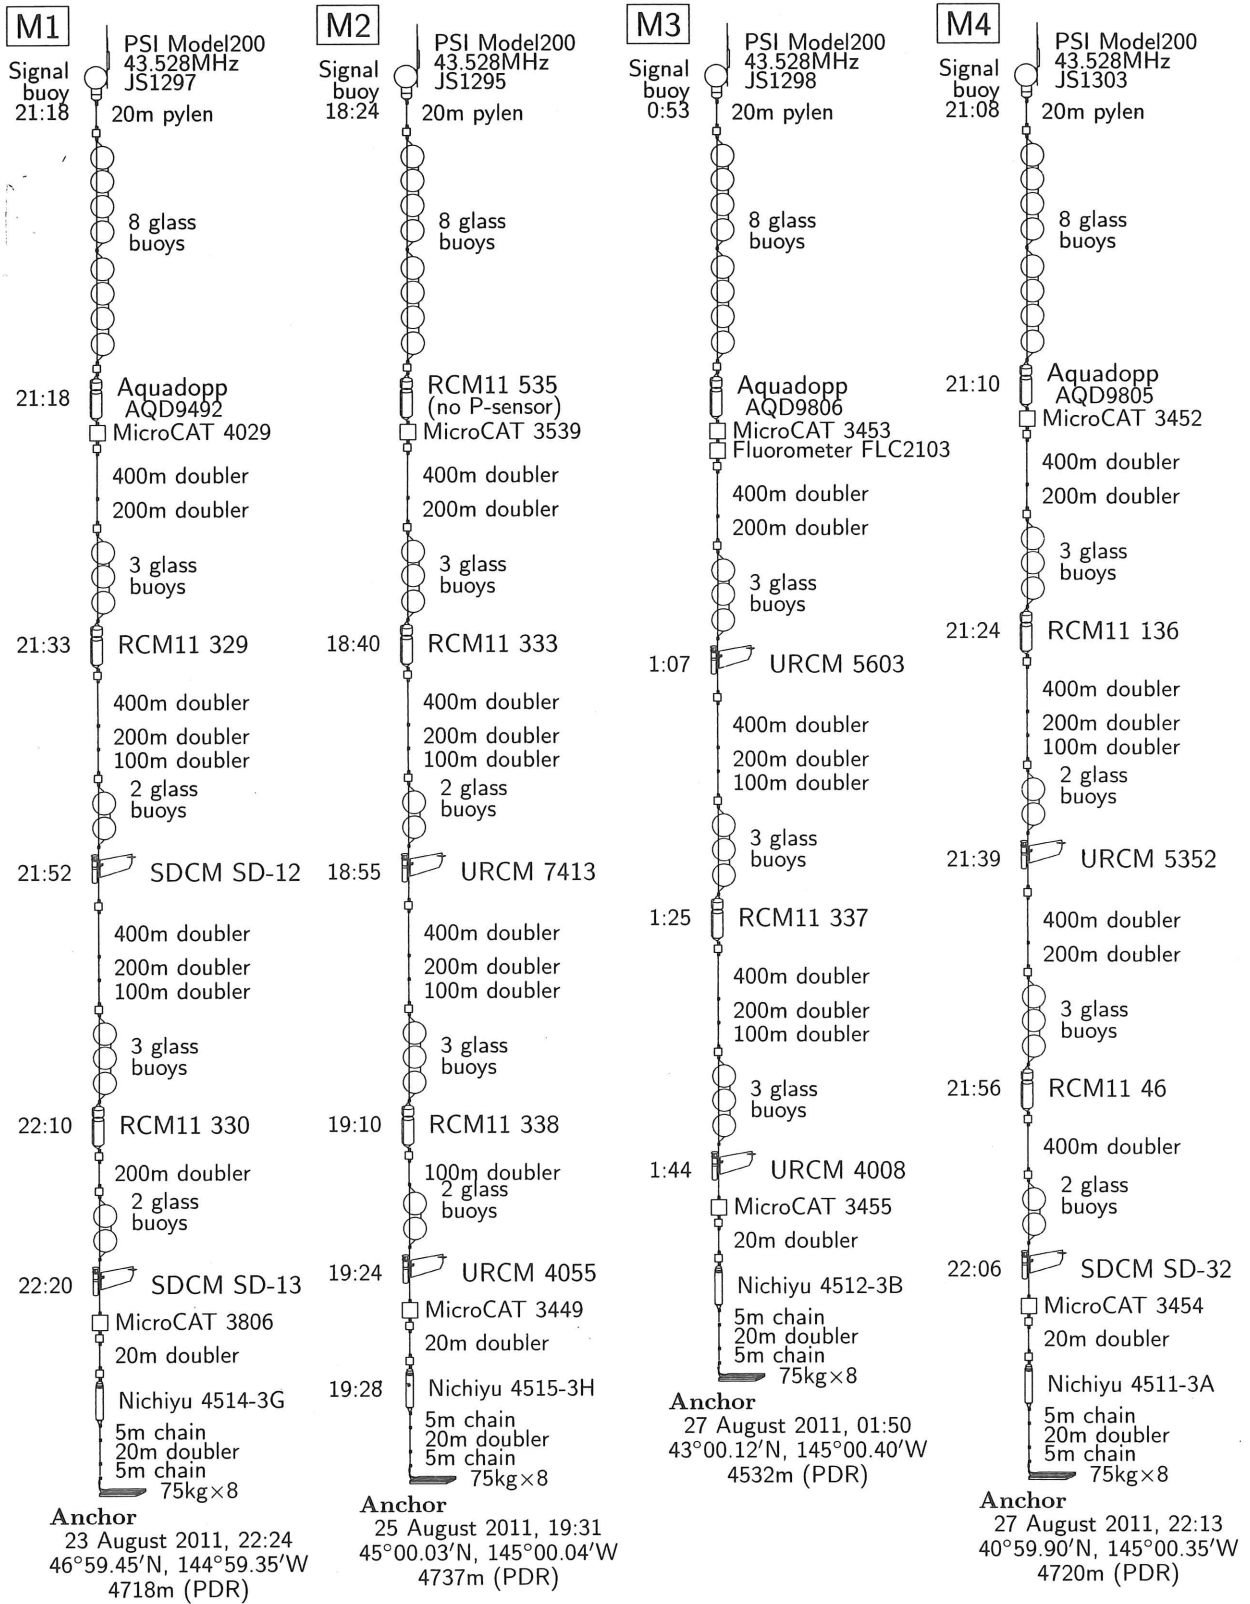 M1
PSI Model200
43.528MHz
JS1297
Signal
buoy
21:18
20m pylen
8 glass
buoys
21:18
Aquadopp
AQD9492
MicroCAT 4029
400m doubler
200m doubler
3 glass
buoys
21:33
RCM11 329
400m doubler
200m doubler
100m doubler
2 glass
buoys
21:52
SDCM SD-12
400m doubler
200m doubler
100m doubler
3 glass
buoys
22:10
RCM11 330
200m doubler
2 glass
buoys
22:20
SDCM SD-13
MicroCAT 3806
20m doubler
Nichiyu 4514-3G
5m chain
20m doubler
5m chain
75kg×8
Anchor
23 August 2011, 22:24
46°59.45′N, 144°59.35′W
4718m (PDR)
M2
PSI Model200
43.528MHz
JS1295
Signal
buoy
18:24
20m pylen
8 glass
buoys
RCM11 535
(no P-sensor)
MicroCAT 3539
400m doubler
200m doubler
3 glass
buoys
18:40
RCM11 333
400m doubler
200m doubler
100m doubler
2 glass
buoys
18:55
URCM 7413
400m doubler
200m doubler
100m doubler
3 glass
buoys
19:10
RCM11 338
100m doubler
2 glass
buoys
19:24
URCM 4055
MicroCAT 3449
20m doubler
19:28
Nichiyu 4515-3H
5m chain
20m doubler
5m chain
75kg×8
Anchor
25 August 2011, 19:31
45°00.03′N, 145°00.04′W
4737m (PDR)
M3
PSI Model200
43.528MHz
JS1298
Signal
buoy
0:53
20m pylen
8 glass
buoys
Aquadopp
AQD9806
MicroCAT 3453
Fluorometer FLC2103
400m doubler
200m doubler
3 glass
buoys
1:07
URCM 5603
400m doubler
200m doubler
100m doubler
3 glass
buoys
1:25
RCM11 337
400m doubler
200m doubler
100m doubler
3 glass
buoys
1:44
URCM 4008
MicroCAT 3455
20m doubler
Nichiyu 4512-3B
5m chain
20m doubler
5m chain
75kg×8
Anchor
27 August 2011, 01:50
43°00.12′N, 145°00.40′W
4532m (PDR)
M4
PSI Model200
43.528MHz
JS1303
Signal
buoy
21:08
20m pylen
8 glass
buoys
21:10
Aquadopp
AQD9805
MicroCAT 3452
400m doubler
200m doubler
3 glass
buoys
21:24
RCM11 136
400m doubler
200m doubler
100m doubler
2 glass
buoys
21:39
URCM 5352
400m doubler
200m doubler
3 glass
buoys
21:56
RCM11 46
400m doubler
2 glass
buoys
22:06
SDCM SD-32
MicroCAT 3454
20m doubler
Nichiyu 4511-3A
5m chain
20m doubler
5m chain
75kg×8
Anchor
27 August 2011, 22:13
40°59.90′N, 145°00.35′W
4720m (PDR)